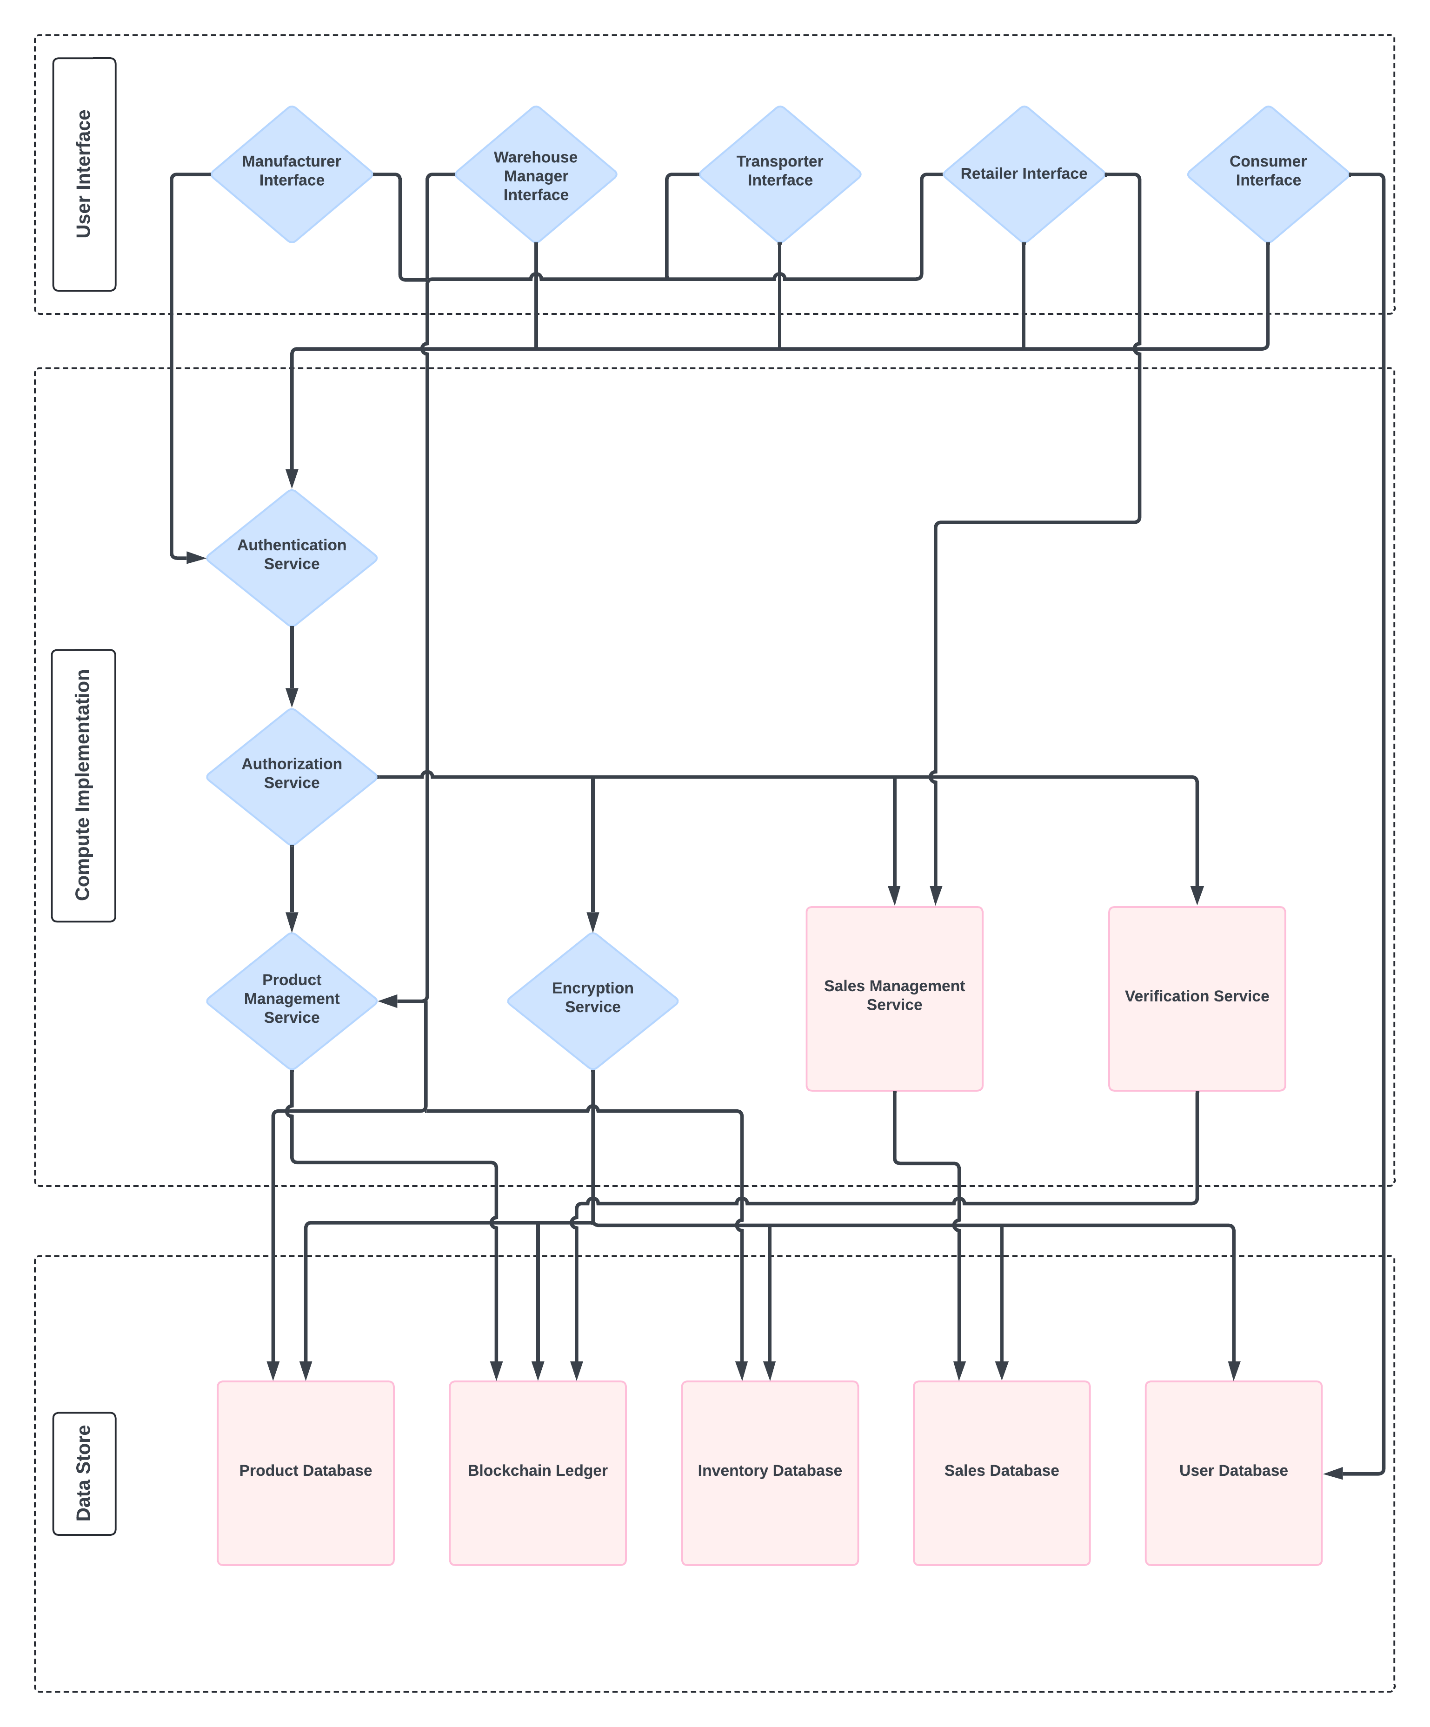 User Interface
Manufacturer
Interface
Warehouse
Manager
Interface
Transporter
Interface
Retailer Interface
Consumer
Interface
Compute Implementation
Authentication
Service
Authorization
Service
Product
Management
Service
Encryption
Service
Sales Management
Service
Verification Service
Data Store
Product Database
Blockchain Ledger
Inventory Database
Sales Database
User Database